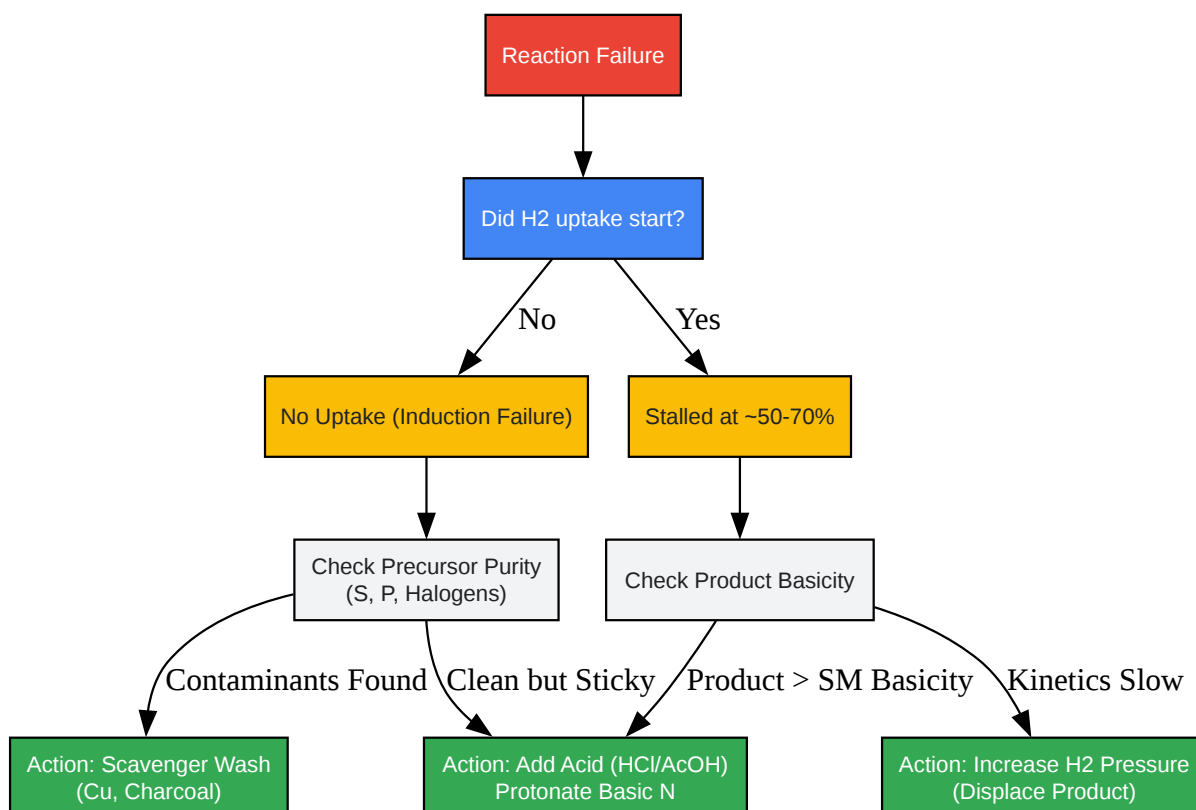 Reaction Failure
Did H2 uptake start?
No
Yes
No Uptake (Induction Failure)
Stalled at ~50-70%
Check Precursor Purity
(S, P, Halogens)
Check Product Basicity
Contaminants Found
Clean but Sticky
Product > SM Basicity
Kinetics Slow
Action: Scavenger Wash
(Cu, Charcoal)
Action: Add Acid (HCl/AcOH)
Protonate Basic N
Action: Increase H2 Pressure
(Displace Product)